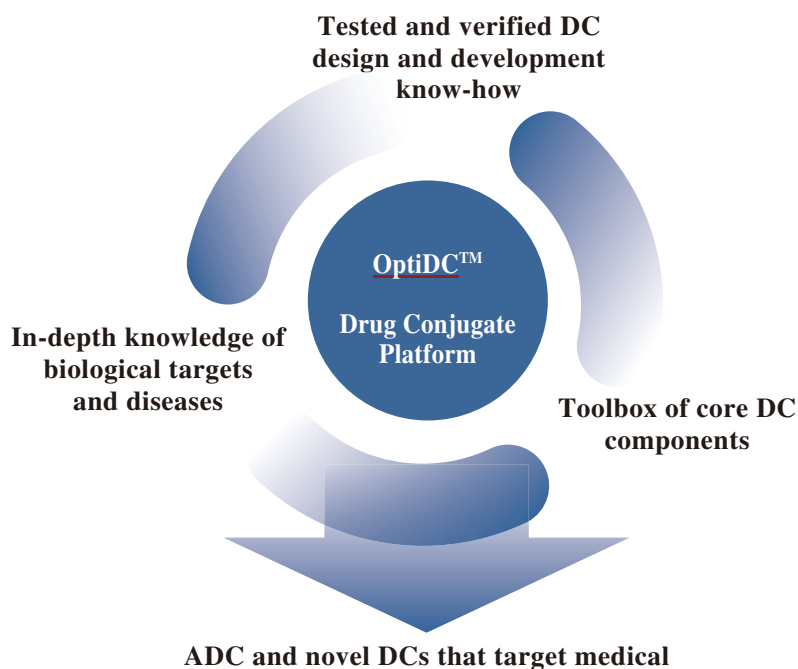 Tested and verified DC
design and development
know-how
OptiDC™
Drug Conjugate
Platform
In-depth knowledge of
biological targets
and diseases
Toolbox of core DC
components
ADC and novel DCs that target medical